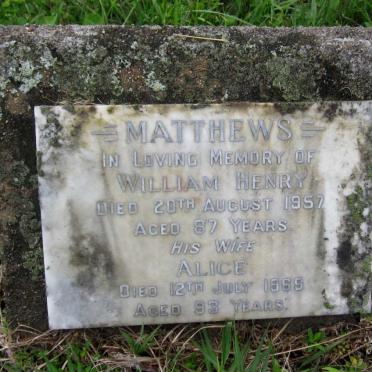 MATTHEWS
IN LOVING MEMORY OF
WILLIAM HENRY
DIED 20TH AUGUST 1957
AGED 87 YEARS
HIS WIFE
ALICE
DIED 12TH JULY
AGED 93 YEARS.